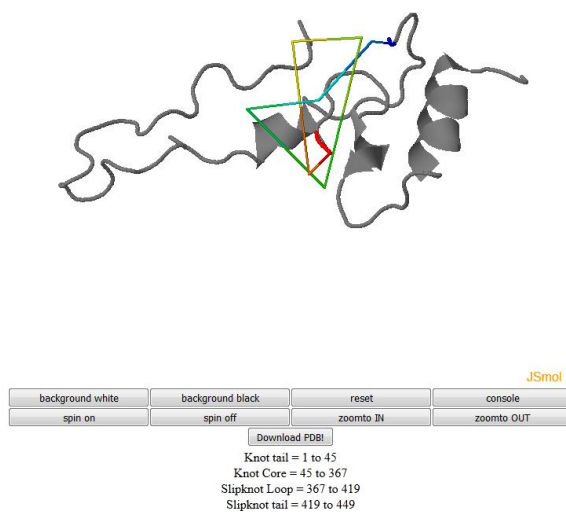 JSmol
background white background black reset console
spin on spin off zoomto IN zoomto OUT
Download PDB!
Knot tail = 1 to 45
Knot Core = 45 to 367
Slipknot Loop = 367 to 419
Slipknot tail = 419 to 449